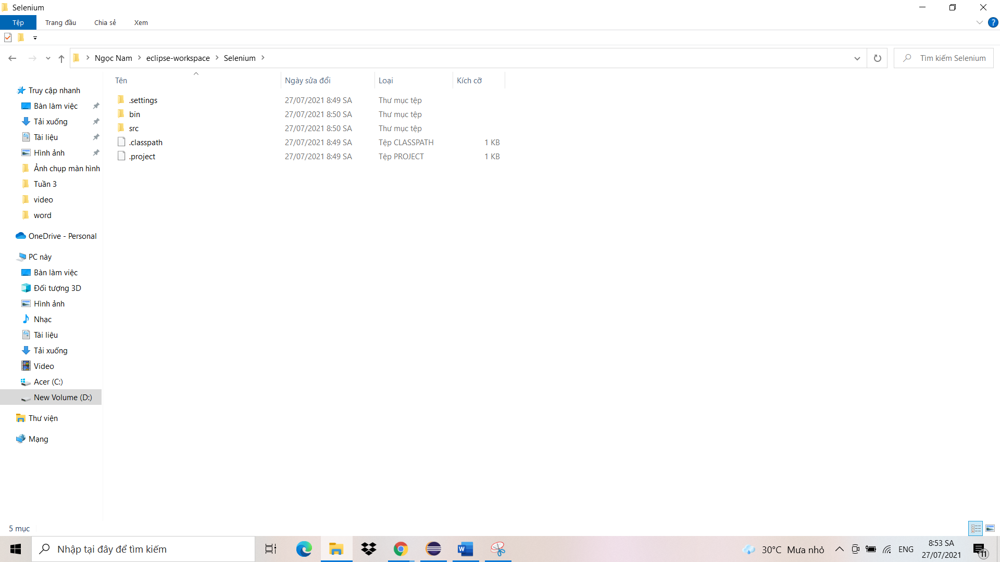 Selenium
Tệp Trang đầu Chia sẻ Xem
Ngọc Nam eclipse-workspace Selenium
Tìm kiếm Selenium
Tên Ngày sửa đổi Loại Kích cỡ
.settings 27/07/2021 8:49 SA Thư mục tệp
bin 27/07/2021 8:50 SA Thư mục tệp
src 27/07/2021 8:50 SA Thư mục tệp
.classpath 27/07/2021 8:49 SA Tệp CLASSPATH 1 KB
.project 27/07/2021 8:49 SA Tệp PROJECT 1 KB
Truy cập nhanh
Bàn làm việc
Tải xuống
Tài liệu
Hình ảnh
Ảnh chụp màn hình
Tuần 3
video
word
OneDrive - Personal
PC này
Bàn làm việc
Đối tượng 3D
Hình ảnh
Nhạc
Tài liệu
Tải xuống
Video
Acer (C:)
New Volume (D:)
Thư viện
Mạng
5 mục
Nhập tại đây để tìm kiếm
30°C Mưa nhỏ
ENG
8:53 SA
27/07/2021
11